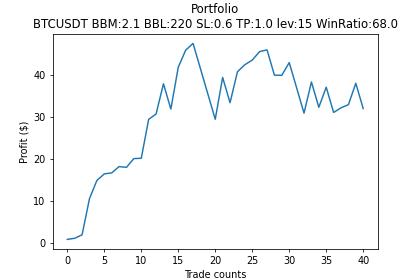 Portfolio
BTCUSDT BBM:2.1 BBL:220 SL:0.6 TP:1.0 lev:15 WinRatio:68.0
Profit ($)
40
30
20
10
0
0 5 10 15 20 25 30 35 40
Trade counts